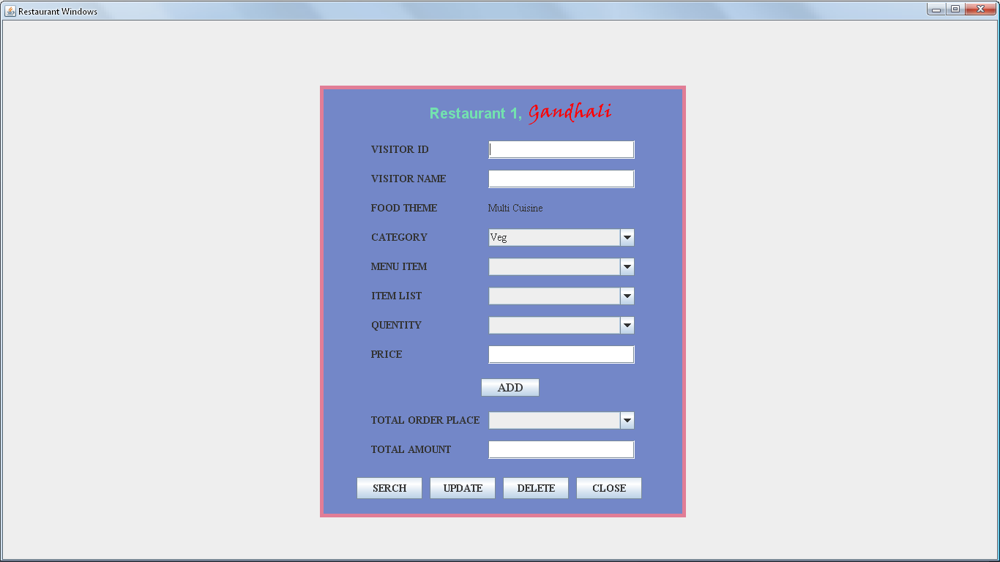 Restaurant Windows
Restaurant 1, Gandhali
VISITOR ID
VISITOR NAME
FOOD THEME Multi Cuisine
CATEGORY Veg
MENU ITEM
ITEM LIST
QUENTITY
PRICE
ADD
TOTAL ORDER PLACE
TOTAL AMOUNT
SERCH UPDATE DELETE CLOSE